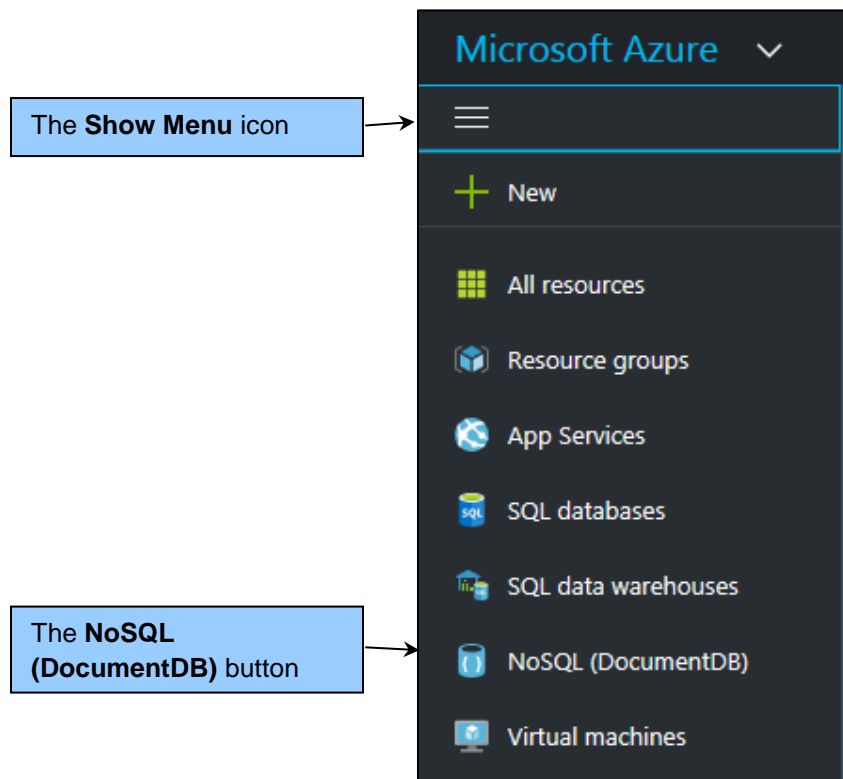 Microsoft Azure
The Show Menu icon
New
All resources
Resource groups
App Services
SQL
SQL databases
SQL data warehouses
The NoSQL
(DocumentDB) button
NoSQL (DocumentDB)
Virtual machines